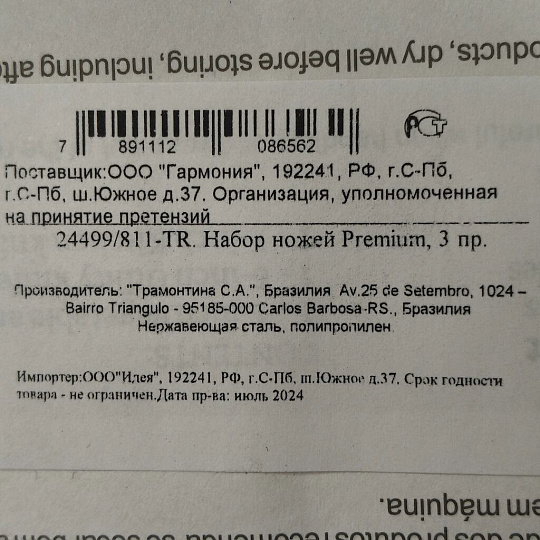 oducts, dry well before storing, including afte
7 891112 086562
Поставщик:ООО "Гармония", 192241, РФ, г.С-Пб,
г.С-Пб, ш.Южное д.37. Организация, уполномоченная
на принятие претензий
24499/811-TR. Набор ножей Premium, 3 пр.
Производитель: "Трамонтина С.А.", Бразилия Av.25 de Setembro, 1024 –
Bairro Triangulo - 95185-000 Carlos Barbosa-RS., Бразилия
Нержавеющая сталь, полипропилен.
Импортер:ООО"Илея", 192241, РФ, г.С-Пб, ш.Южное д.37. Срок годности
товара - не ограничен.Дата пр-ва: июль 2024
em máquina.